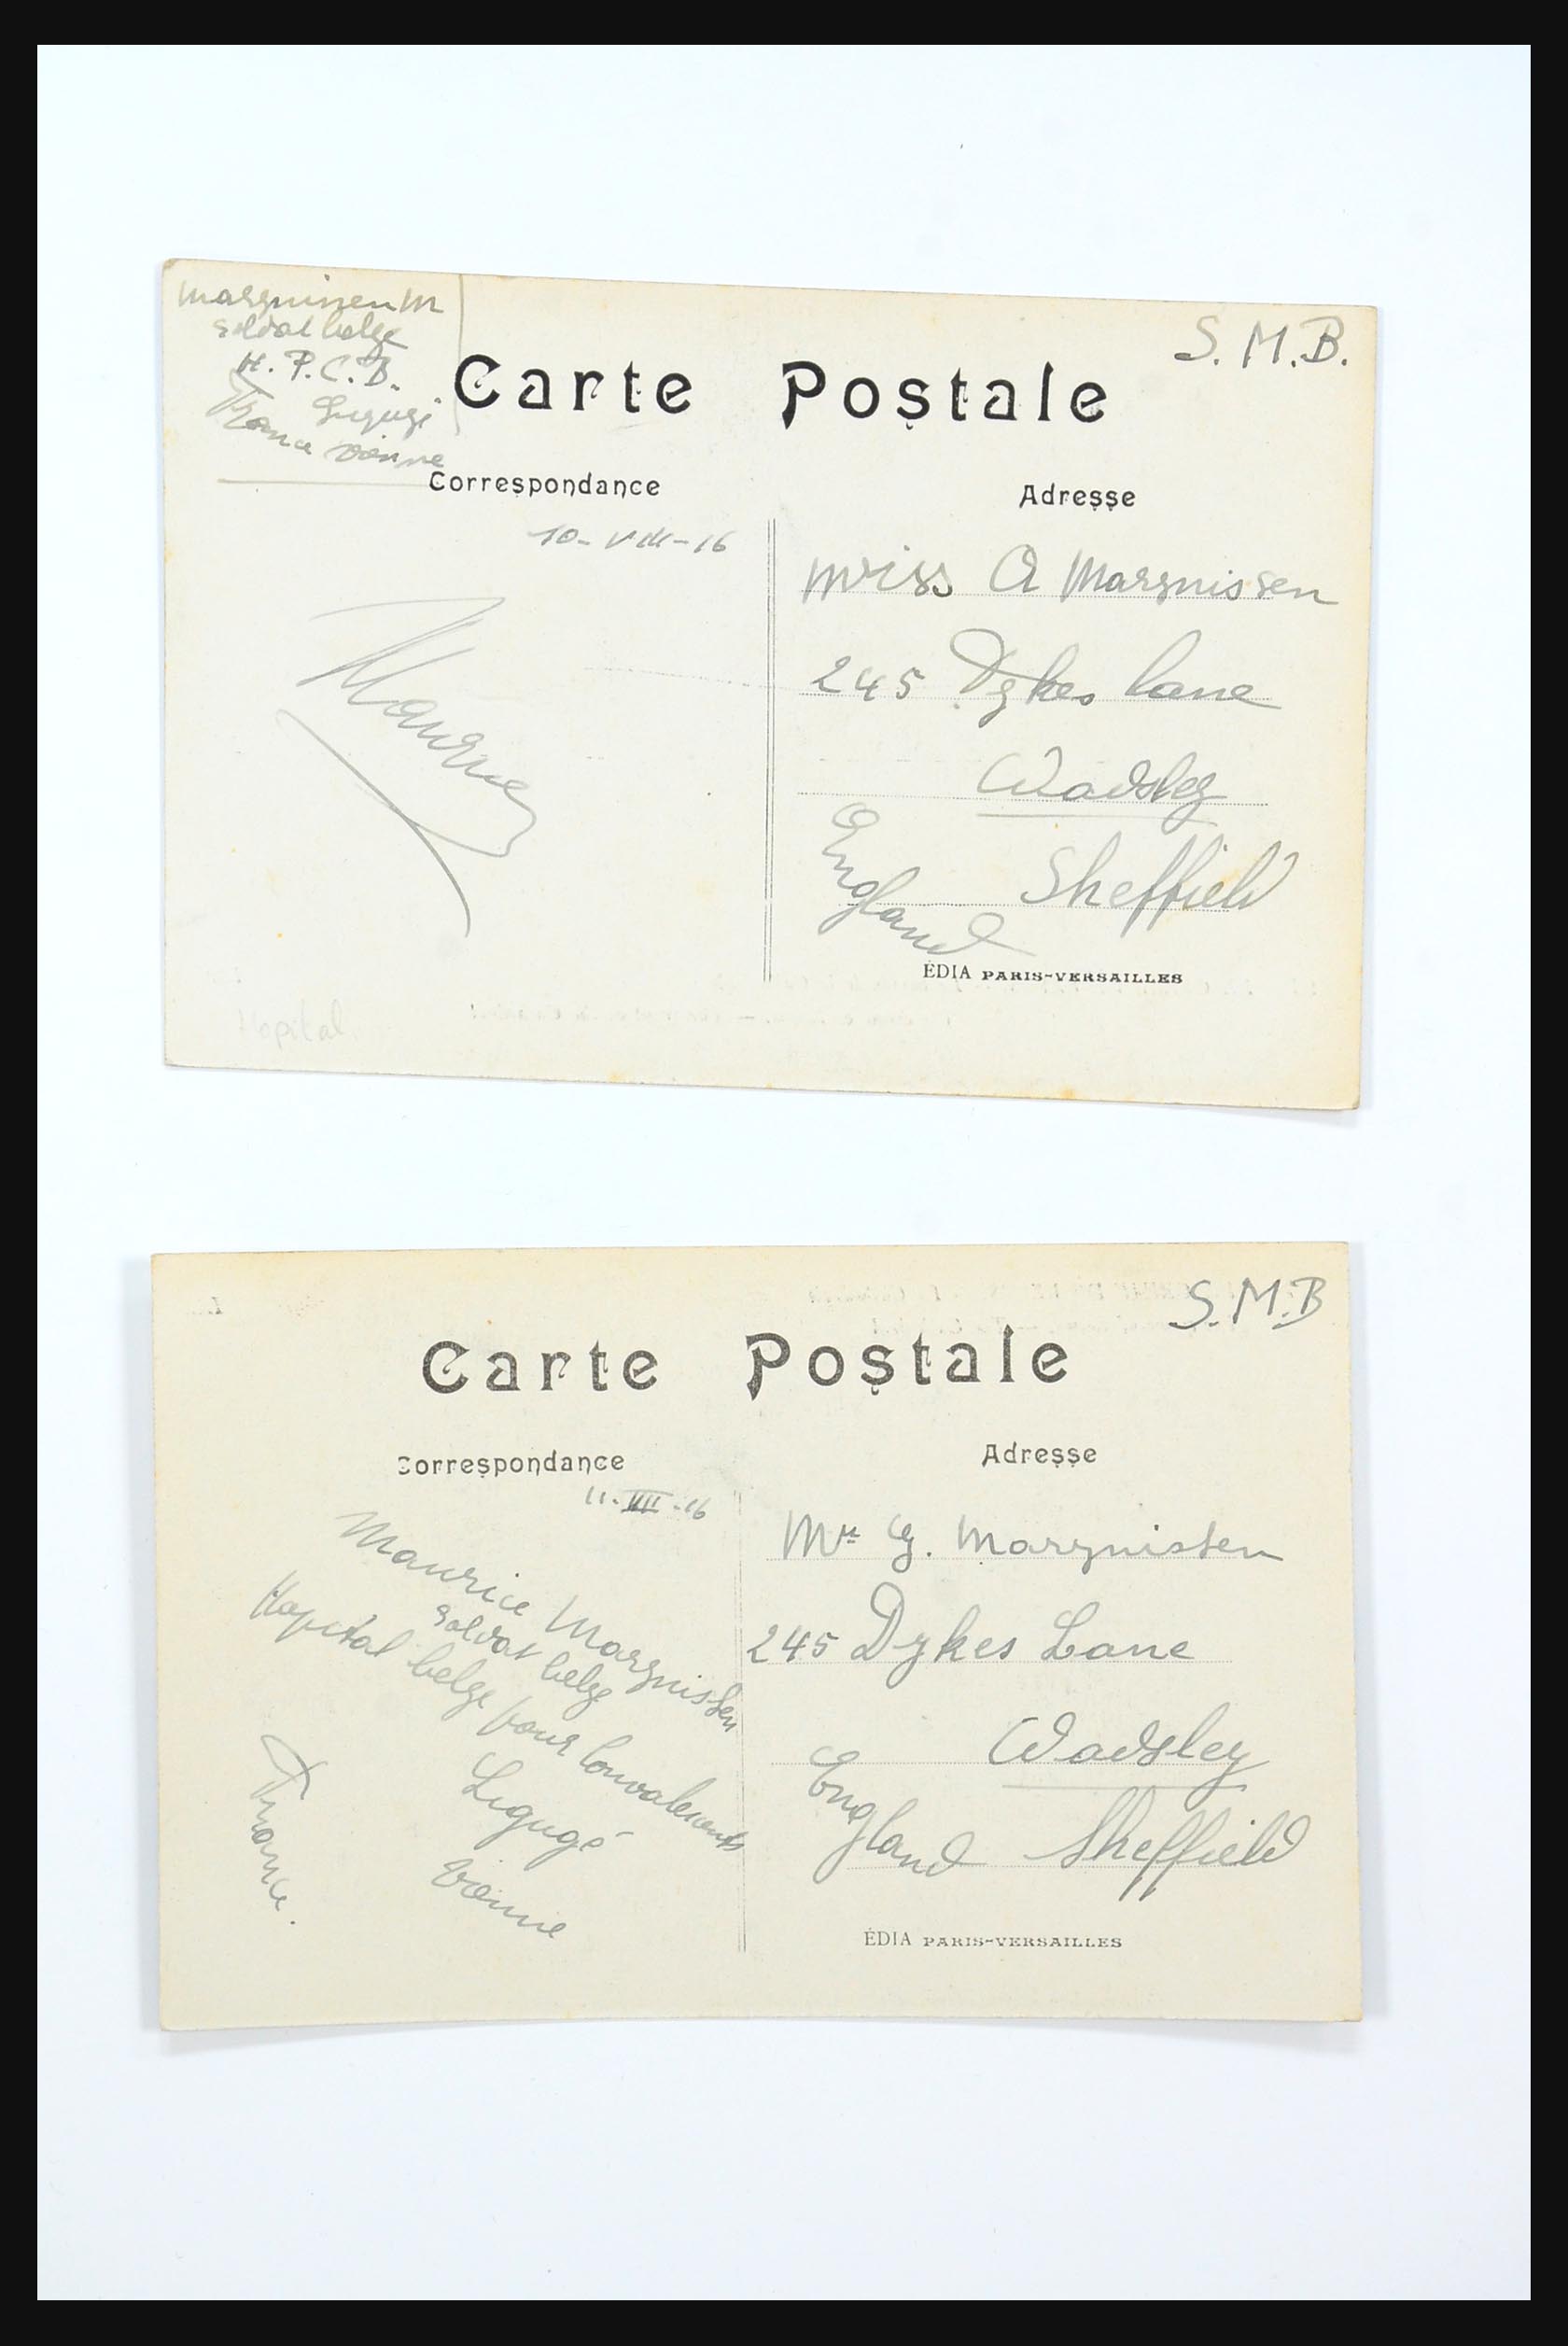 Margnissen M
soldat belge
H. P. C. B.
Ligugé
France Vienne
S. M. B.
Carte Postale
Correspondance
Adresse
10-VIII-16
Miss A Margnissen
245 Dykes Lane
Wadsley
Sheffield
England
Maurice
ÉDIA PARIS-VERSAILLES
Hopital
S. M. B
Carte Postale
Correspondance
Adresse
11-VIII-16
Maurice Margnissen
soldat belge
Hopital belge pour Convalescents
Ligugé
Vienne
France.
Mr G. Margnissen
245 Dykes Lane
Wadsley
Sheffield
England
ÉDIA PARIS-VERSAILLES